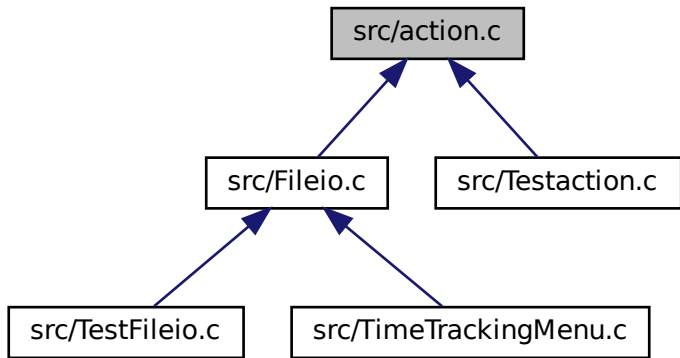 src/action.c
src/Fileio.c
src/Testaction.c
src/TestFileio.c
src/TimeTrackingMenu.c